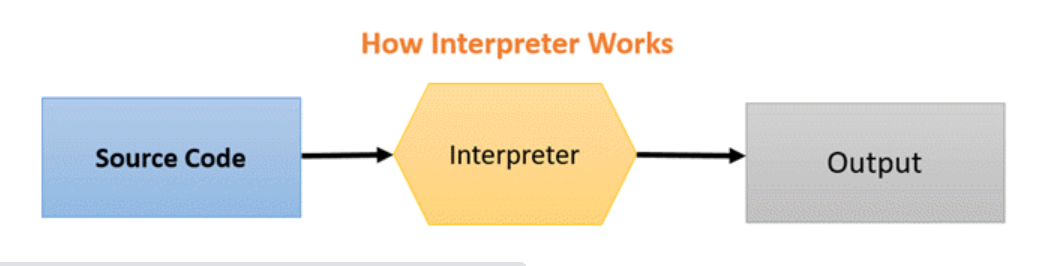 How Interpreter Works
Source Code
Interpreter
Output